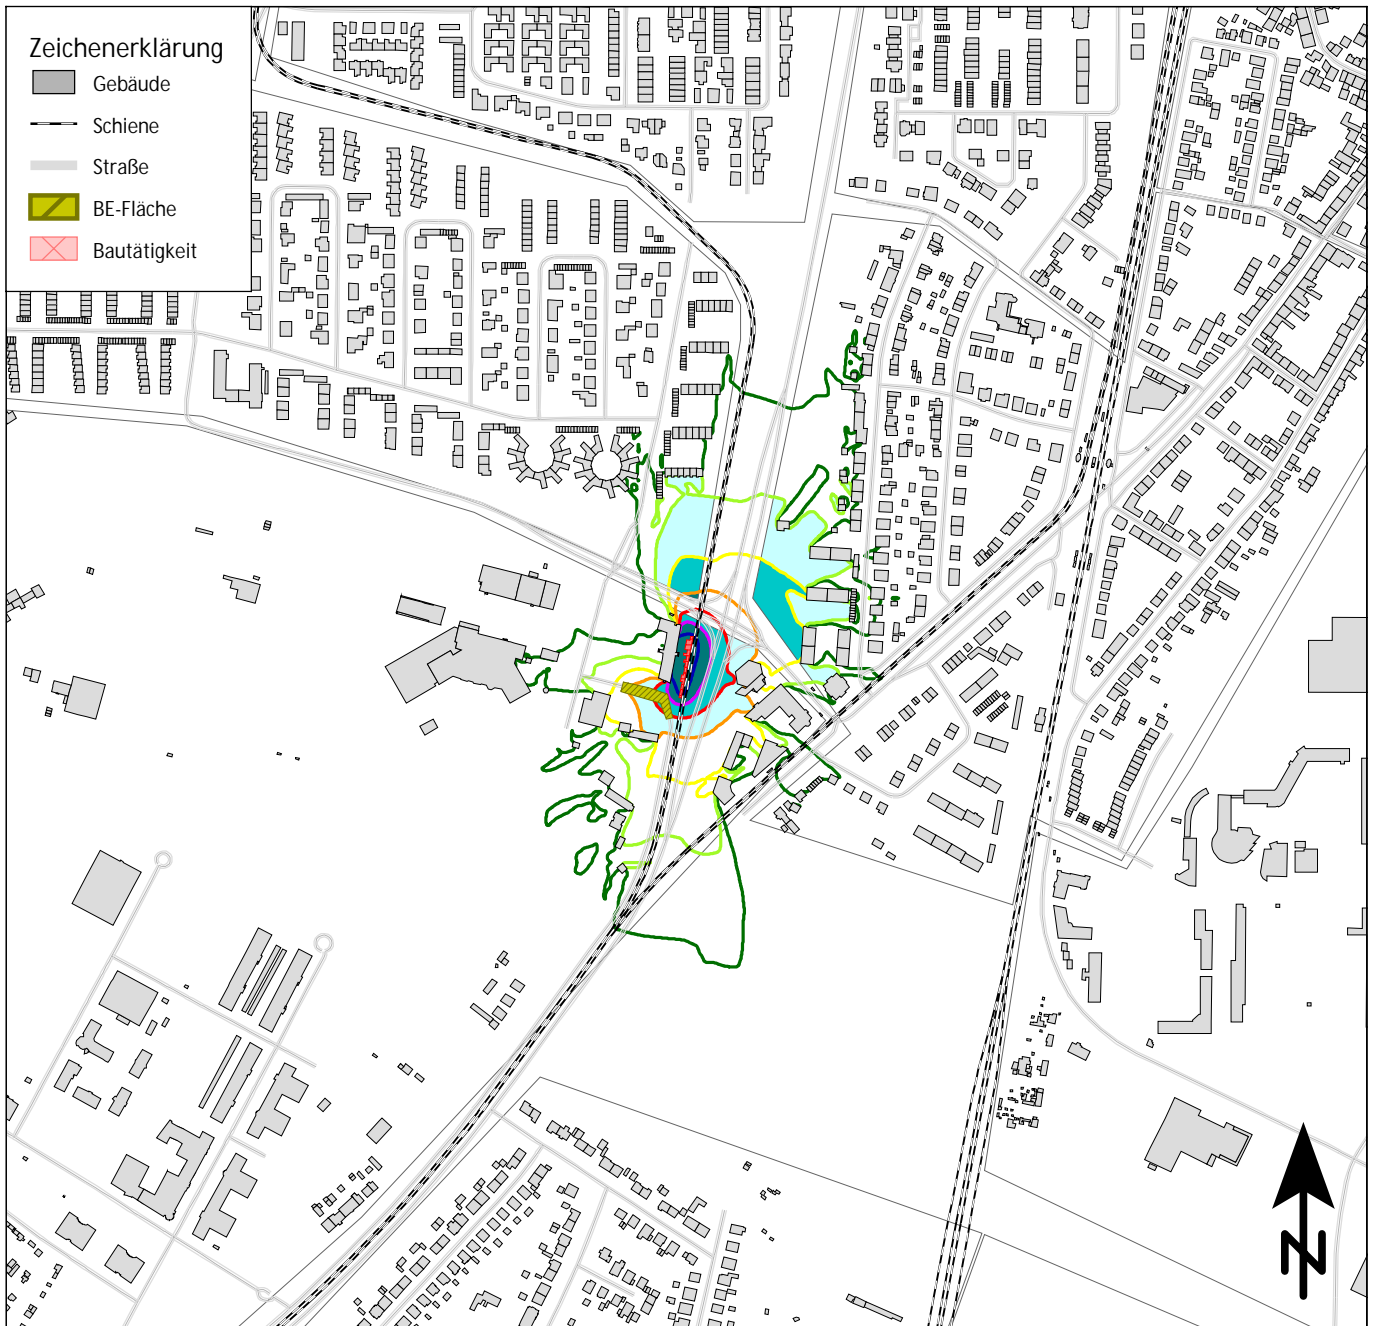 Zeichenerklärung
Gebäude
Schiene
Straße
BE-Fläche
Bautätigkeit
N